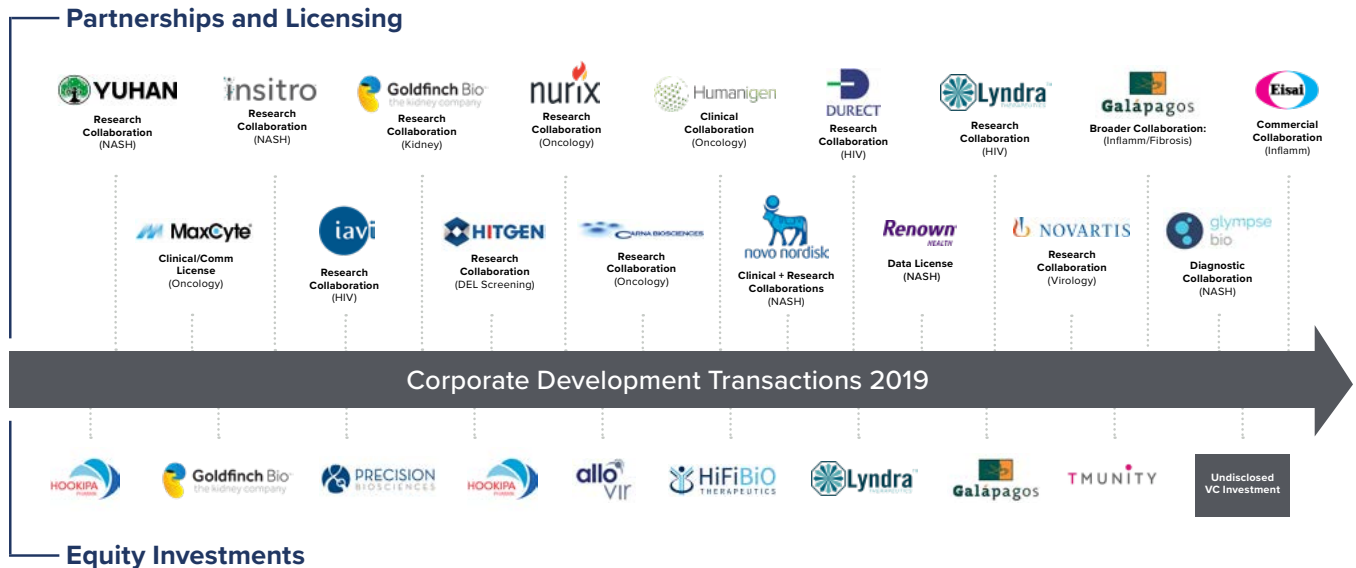 Partnerships and Licensing
YUHAN
Research
Collaboration
(NASH)
insitro
Research
Collaboration
(NASH)
Goldfinch Bio
the kidney company
Research
Collaboration
(Kidney)
nurix
Research
Collaboration
(Oncology)
Humanigen
Clinical
Collaboration
(Oncology)
DURECT
Research
Collaboration
(HIV)
Lyndra™
THERAPEUTICS
Research
Collaboration
(HIV)
Galápagos
Broader Collaboration:
(Inflamm/Fibrosis)
Eisai
Commercial
Collaboration
(Inflamm)
MaxCyte
Clinical/Comm
License
(Oncology)
iavi
Research
Collaboration
(HIV)
HITGEN
Research
Collaboration
(DEL Screening)
CARNA BIOSCIENCES
Research
Collaboration
(Oncology)
novo nordisk
Clinical + Research
Collaborations
(NASH)
Renown
HEALTH
Data License
(NASH)
NOVARTIS
Research
Collaboration
(Virology)
glympse
bio
Diagnostic
Collaboration
(NASH)
Corporate Development Transactions 2019
HOOKIPA
Goldfinch Bio
the kidney company
PRECISION
BIOSCIENCES
HOOKIPA
allo
vir
HiFiBiO
THERAPEUTICS
Lyndra™
THERAPEUTICS
Galápagos
TMUNITY
Undisclosed
VC Investment
Equity Investments